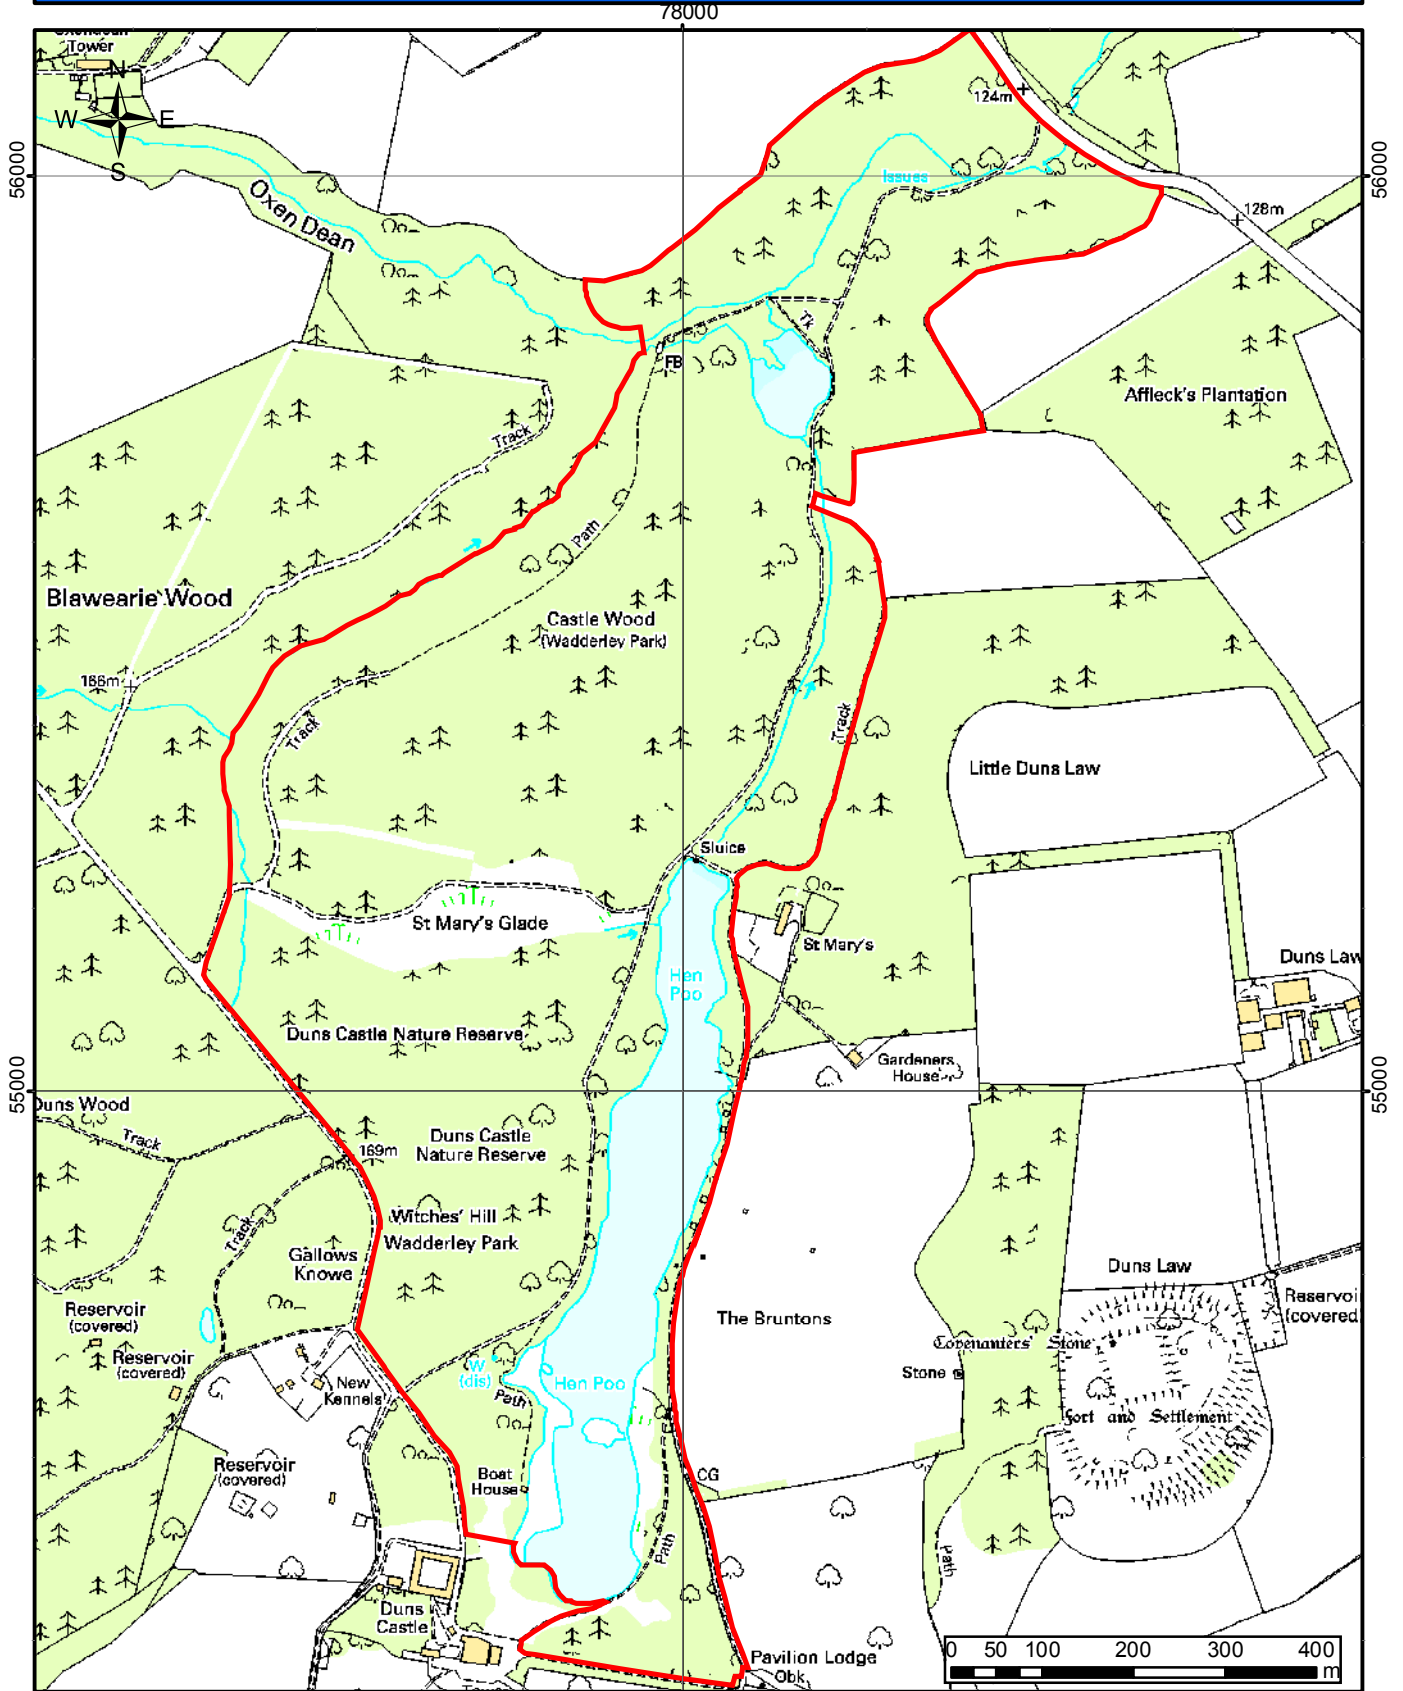 78000
Tower
N
W E
S
124m
56000
56000
Issues
Oxen Dean
128m
Tk
FB
Affleck's Plantation
Track
Path
Blawearie Wood
Castle Wood
(Wadderley Park)
166m
Track
Track
Little Duns Law
Sluice
St Mary's Glade
St Mary's
Duns Law
Hen
Poo
Duns Castle Nature Reserve
Gardeners
House
55000
55000
Duns Wood
Track
Duns Castle
Nature Reserve
169m
Witches' Hill
Wadderley Park
Track
Gallows
Knowe
Duns Law
Reservoir
(covered)
Reservoi
(covered)
The Bruntons
Covenanters' Stone
Reservoir
(covered)
W
(dis)
Stone
New
Kennels
Hen Poo
Path
Fort and Settlement
Reservoir
(covered)
Boat
House
CG
Path
Path
Duns
Castle
Pavilion Lodge
Obk
0 50 100 200 300 400
m